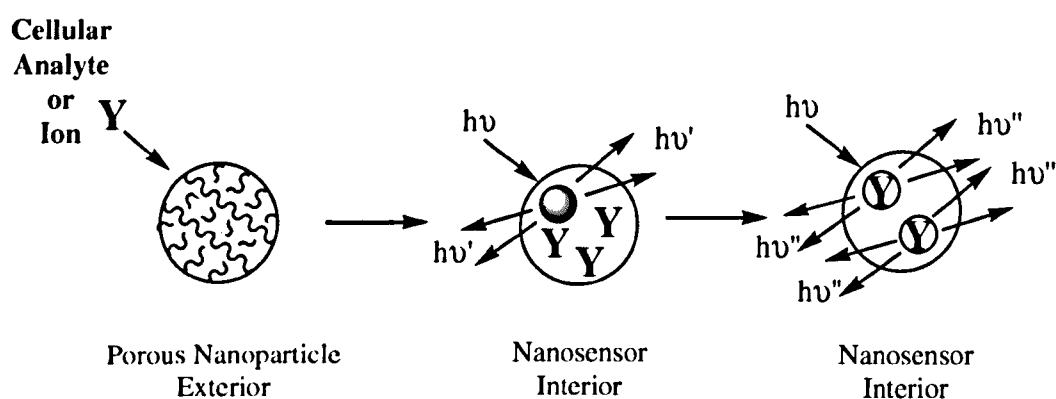 Cellular
Analyte
or
Ion
Y
hυ
hυ'
hυ'
Y
Y
Y
hυ
hυ"
hυ"
hυ"
hυ"
Y
Y
Porous Nanoparticle
Exterior
Nanosensor
Interior
Nanosensor
Interior